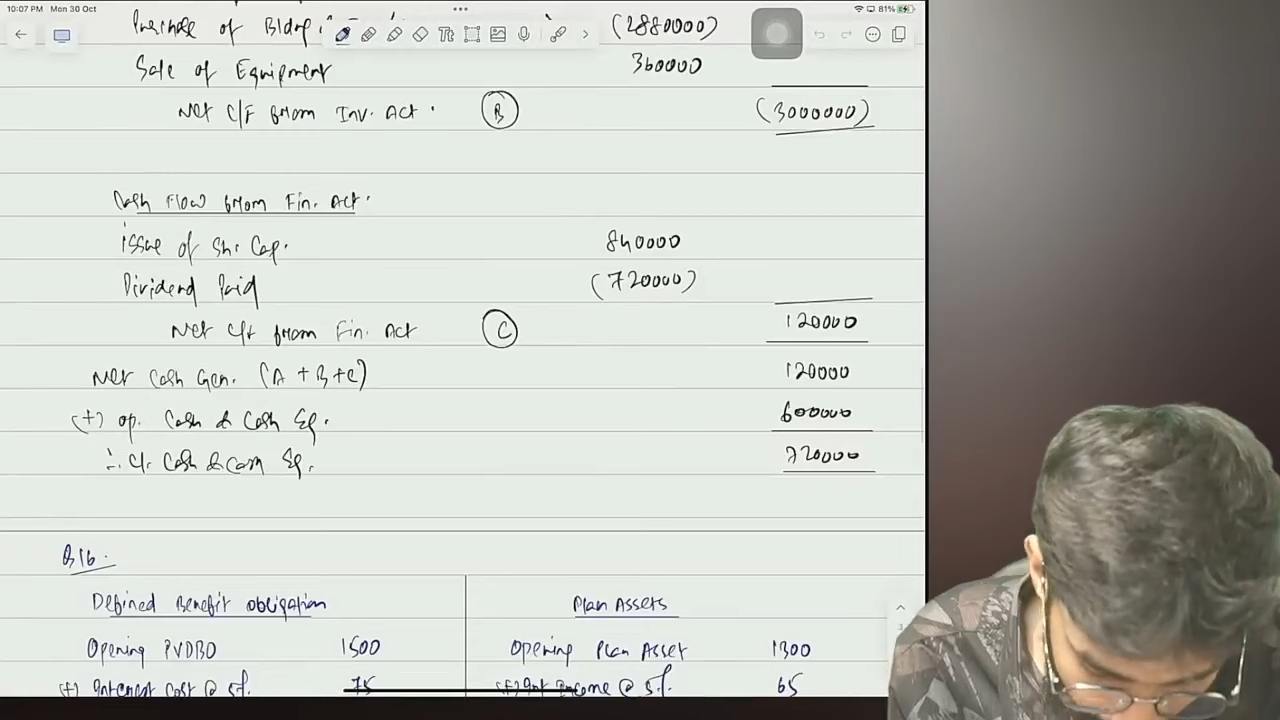 10:07 PM Mon 30 Oct
81%
of Bldg. (2880000)
Sale of Equipment 360000
Net C/F from Inv. Act. B (3000000)
Cash Flow from Fin. Act.
issue of Sh. Cap. 840000
Dividend Paid (720000)
Net C/f from Fin. Act C 120000
Net Cash Gen. (A + B + C) 120000
(+) op. Cash & Cash Eq. 600000
∴ Cl. Cash & Cash Eq. 720000
Q16.
Defined Benefit obligation Plan Assets
Opening PVDBO 1500 Opening Plan Asset 1300
(+) Interest Cost @ 5% 75 (+) Int Income @ 5% 65